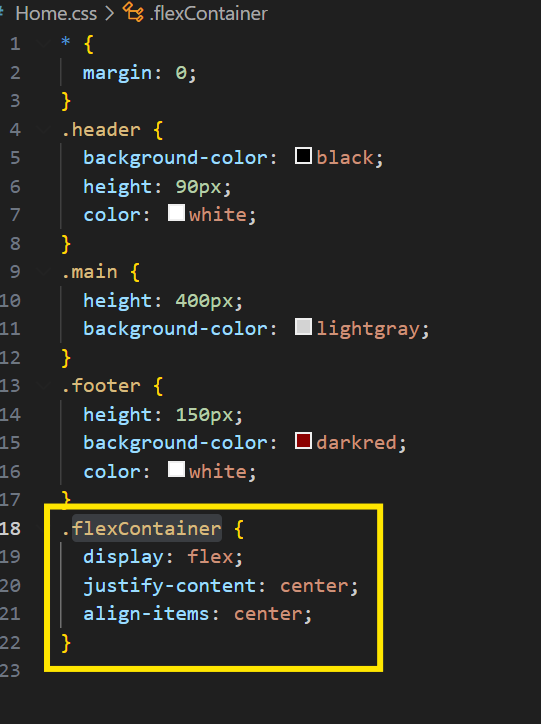 Home.css > .flexContainer
1 * {
2 margin: 0;
3 }
4 .header {
5 background-color: black;
6 height: 90px;
7 color: white;
8 }
9 .main {
10 height: 400px;
11 background-color: lightgray;
12 }
13 .footer {
14 height: 150px;
15 background-color: darkred;
16 color: white;
17 }
18 .flexContainer {
19 display: flex;
20 justify-content: center;
21 align-items: center;
22 }
23